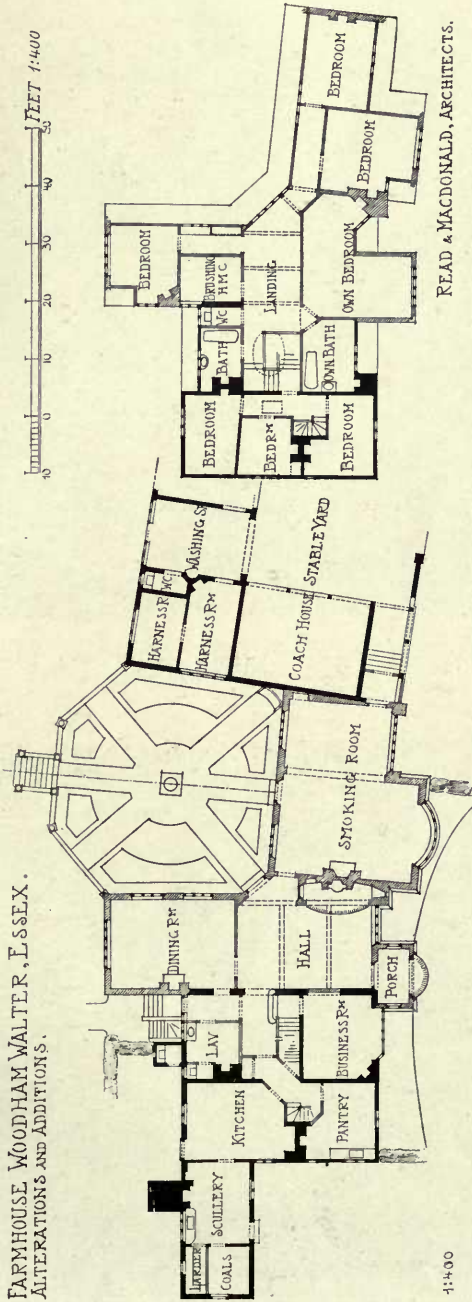 FARMHOUSE WOODHAM WALTER, ESSEX.
ALTERATIONS AND ADDITIONS.
10 0 10 20 30 40 50 FEET 1:400
LARDER
COALS
SCULLERY
KITCHEN
PANTRY
LAV
BUSINESS RM
DINING RM
HALL
PORCH
SMOKING ROOM
HARNESS R
WC
HARNESS RM
WASHING S.
COACH HOUSE
STABLE YARD
BEDROOM
BEDRM
BEDROOM
BATH
WC
OWN BATH
BEDROOM
BRUSHING
H.M.C.
LANDING
OWN BEDROOM
BEDROOM
BEDROOM
1:400
READ & MACDONALD, ARCHITECTS.